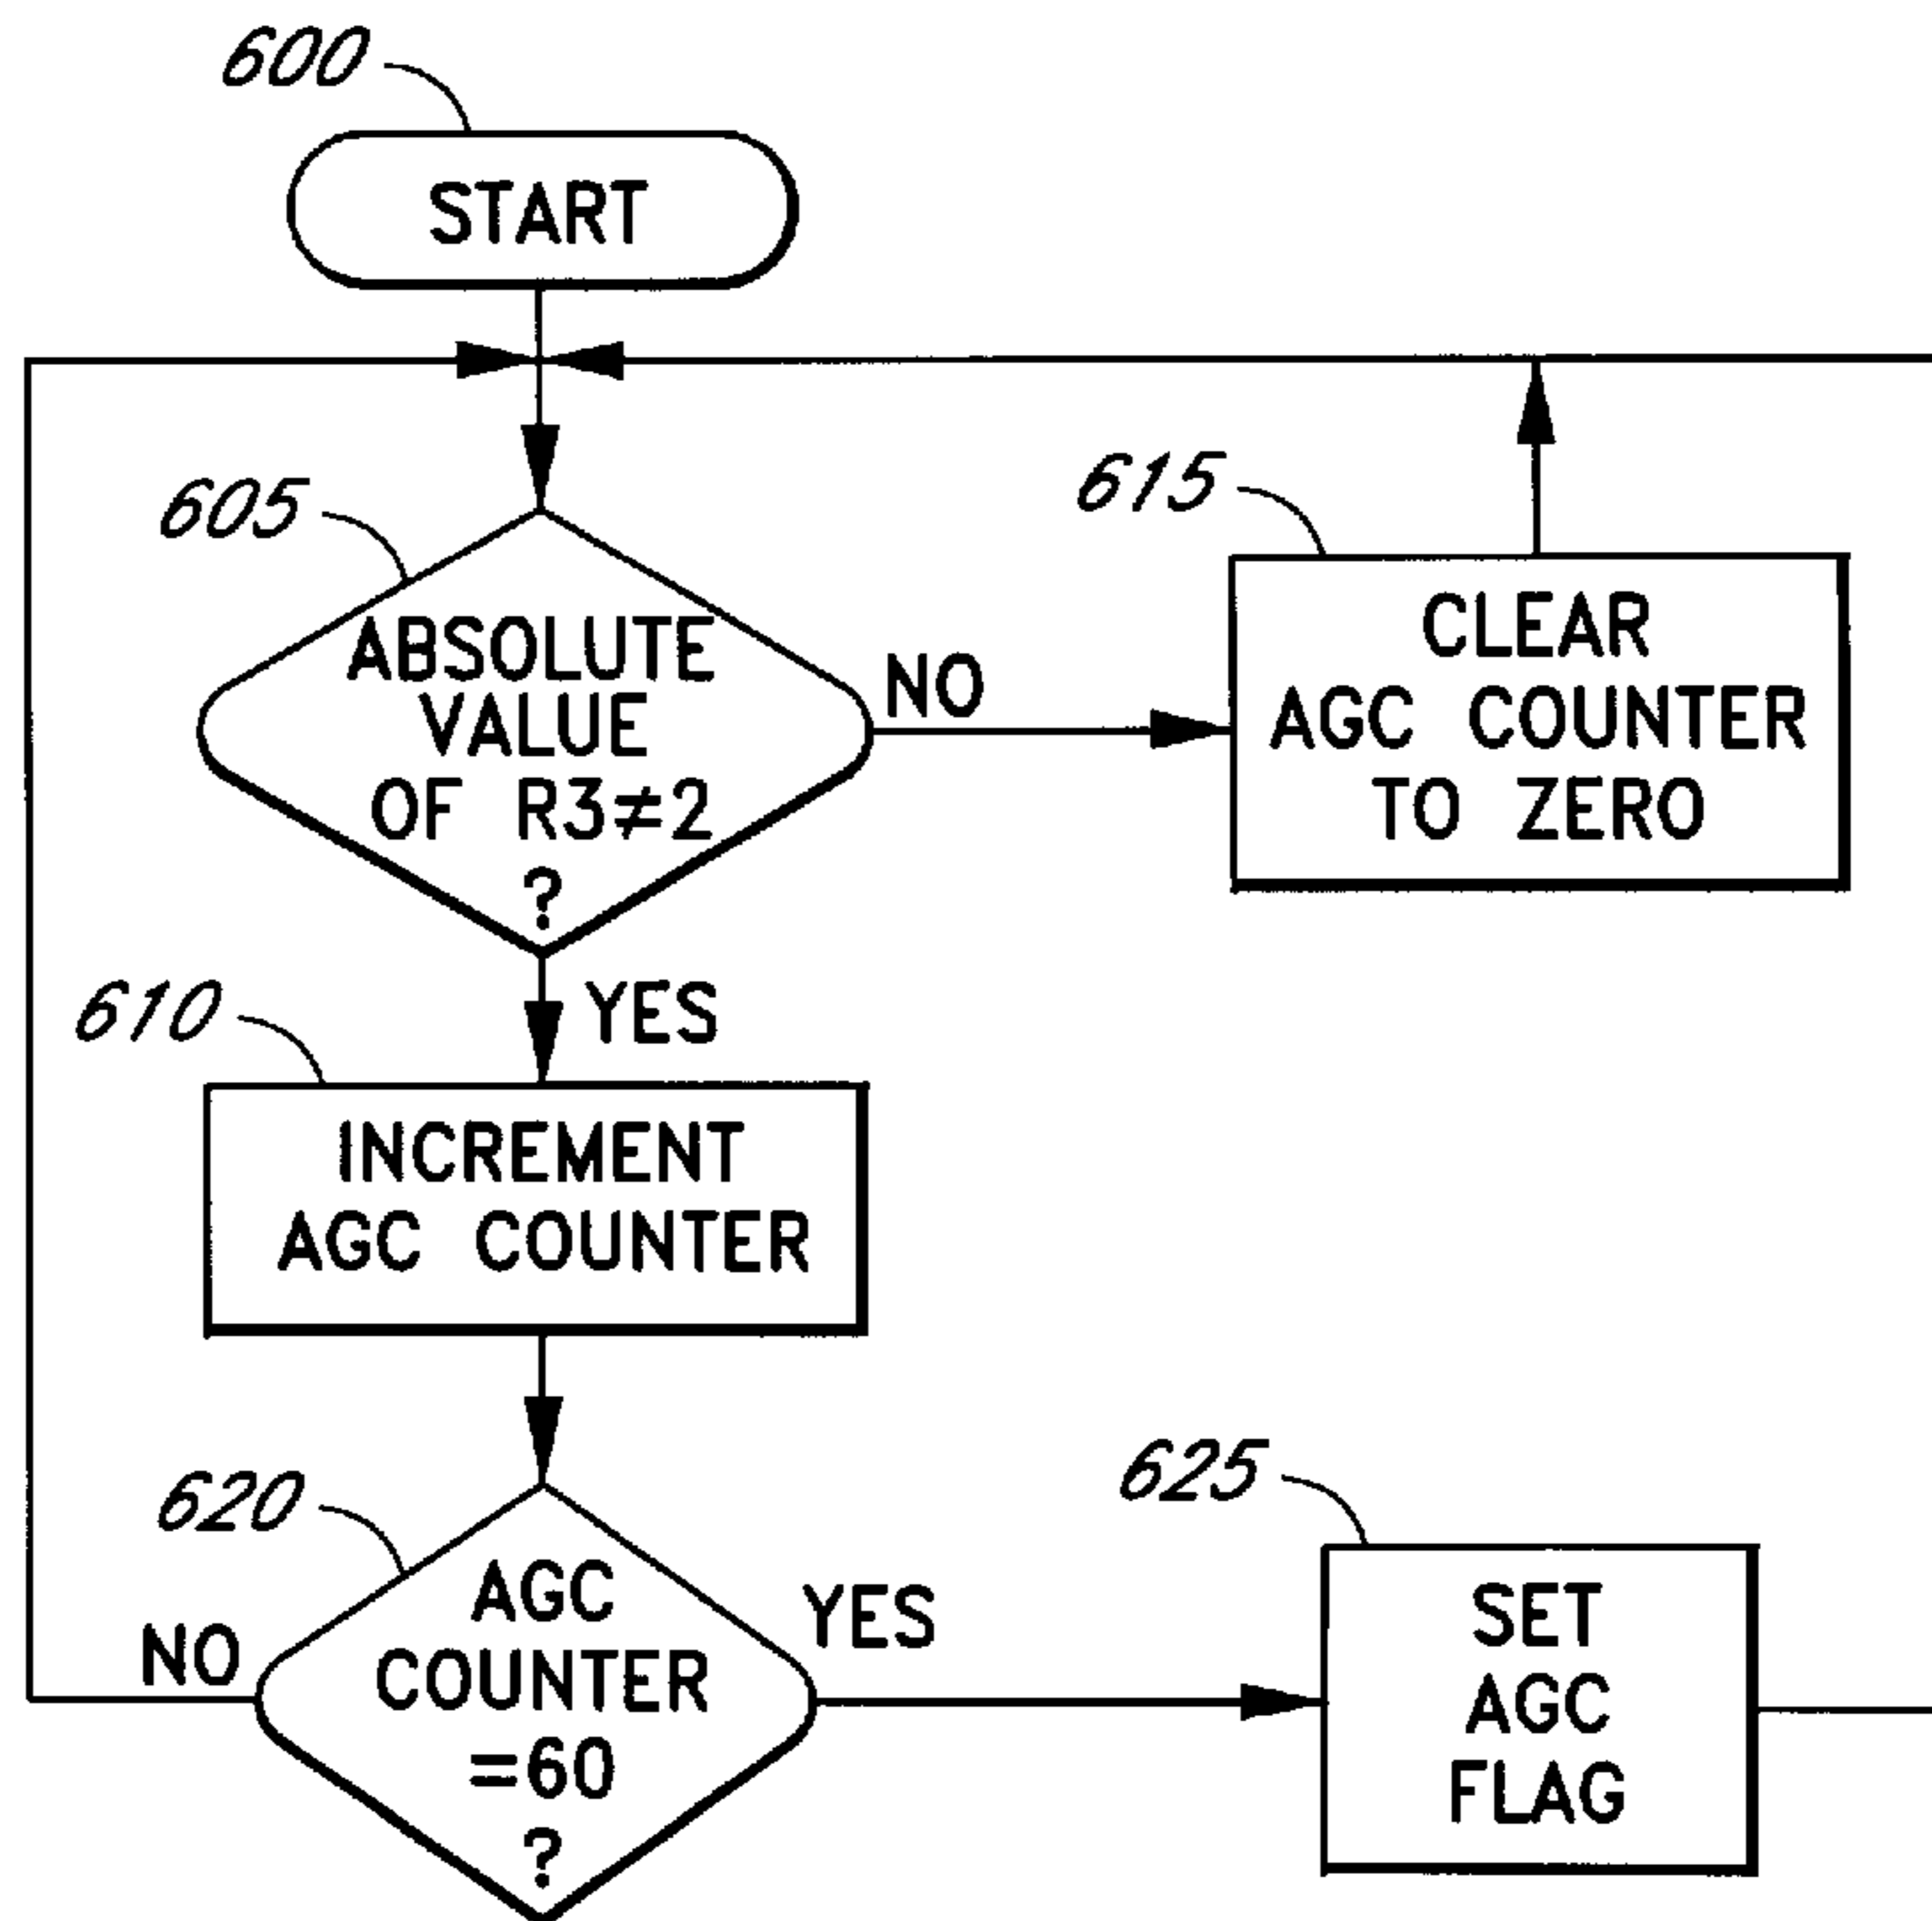 600
START
605
ABSOLUTE
VALUE
OF R3≠2
?
NO
615
CLEAR
AGC COUNTER
TO ZERO
YES
610
INCREMENT
AGC COUNTER
620
AGC
COUNTER
=60
?
NO
YES
625
SET
AGC
FLAG